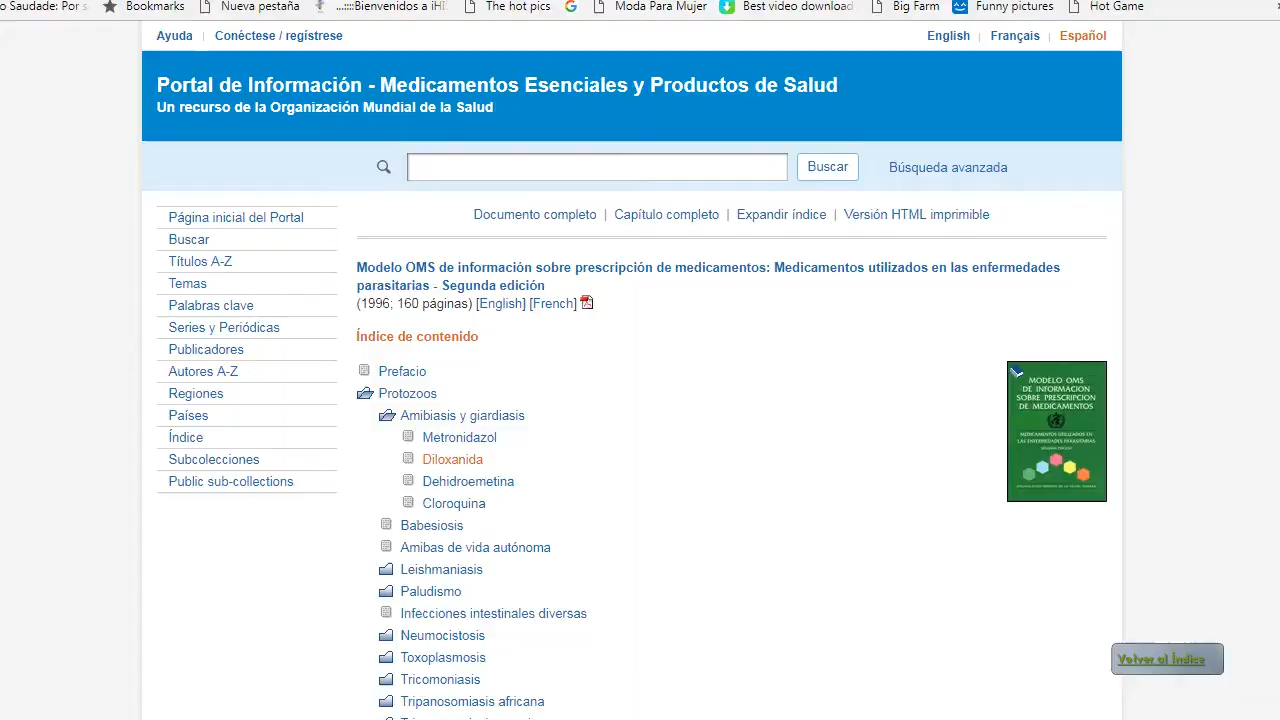 o Saudade: Por s Bookmarks Nueva pestaña .:::::Bienvenidos a iHI The hot pics Moda Para Mujer Best video download Big Farm Funny pictures Hot Game
Ayuda | Conéctese / regístrese English | Français | Español
Portal de Información - Medicamentos Esenciales y Productos de Salud
Un recurso de la Organización Mundial de la Salud
Buscar Búsqueda avanzada
Página inicial del Portal
Buscar
Títulos A-Z
Temas
Palabras clave
Series y Periódicas
Publicadores
Autores A-Z
Regiones
Países
Índice
Subcolecciones
Public sub-collections
Documento completo | Capítulo completo | Expandir índice | Versión HTML imprimible
Modelo OMS de información sobre prescripción de medicamentos: Medicamentos utilizados en las enfermedades
parasitarias - Segunda edición
(1996; 160 páginas) [English] [French]
Índice de contenido
Prefacio
Protozoos
Amibiasis y giardiasis
Metronidazol
Diloxanida
Dehidroemetina
Cloroquina
Babesiosis
Amibas de vida autónoma
Leishmaniasis
Paludismo
Infecciones intestinales diversas
Neumocistosis
Toxoplasmosis
Tricomoniasis
Tripanosomiasis africana
MODELO OMS
DE INFORMACION
SOBRE PRESCRIPCION
DE MEDICAMENTOS
MEDICAMENTOS UTILIZADOS EN
LAS ENFERMEDADES PARASITARIAS
Volver al Índice